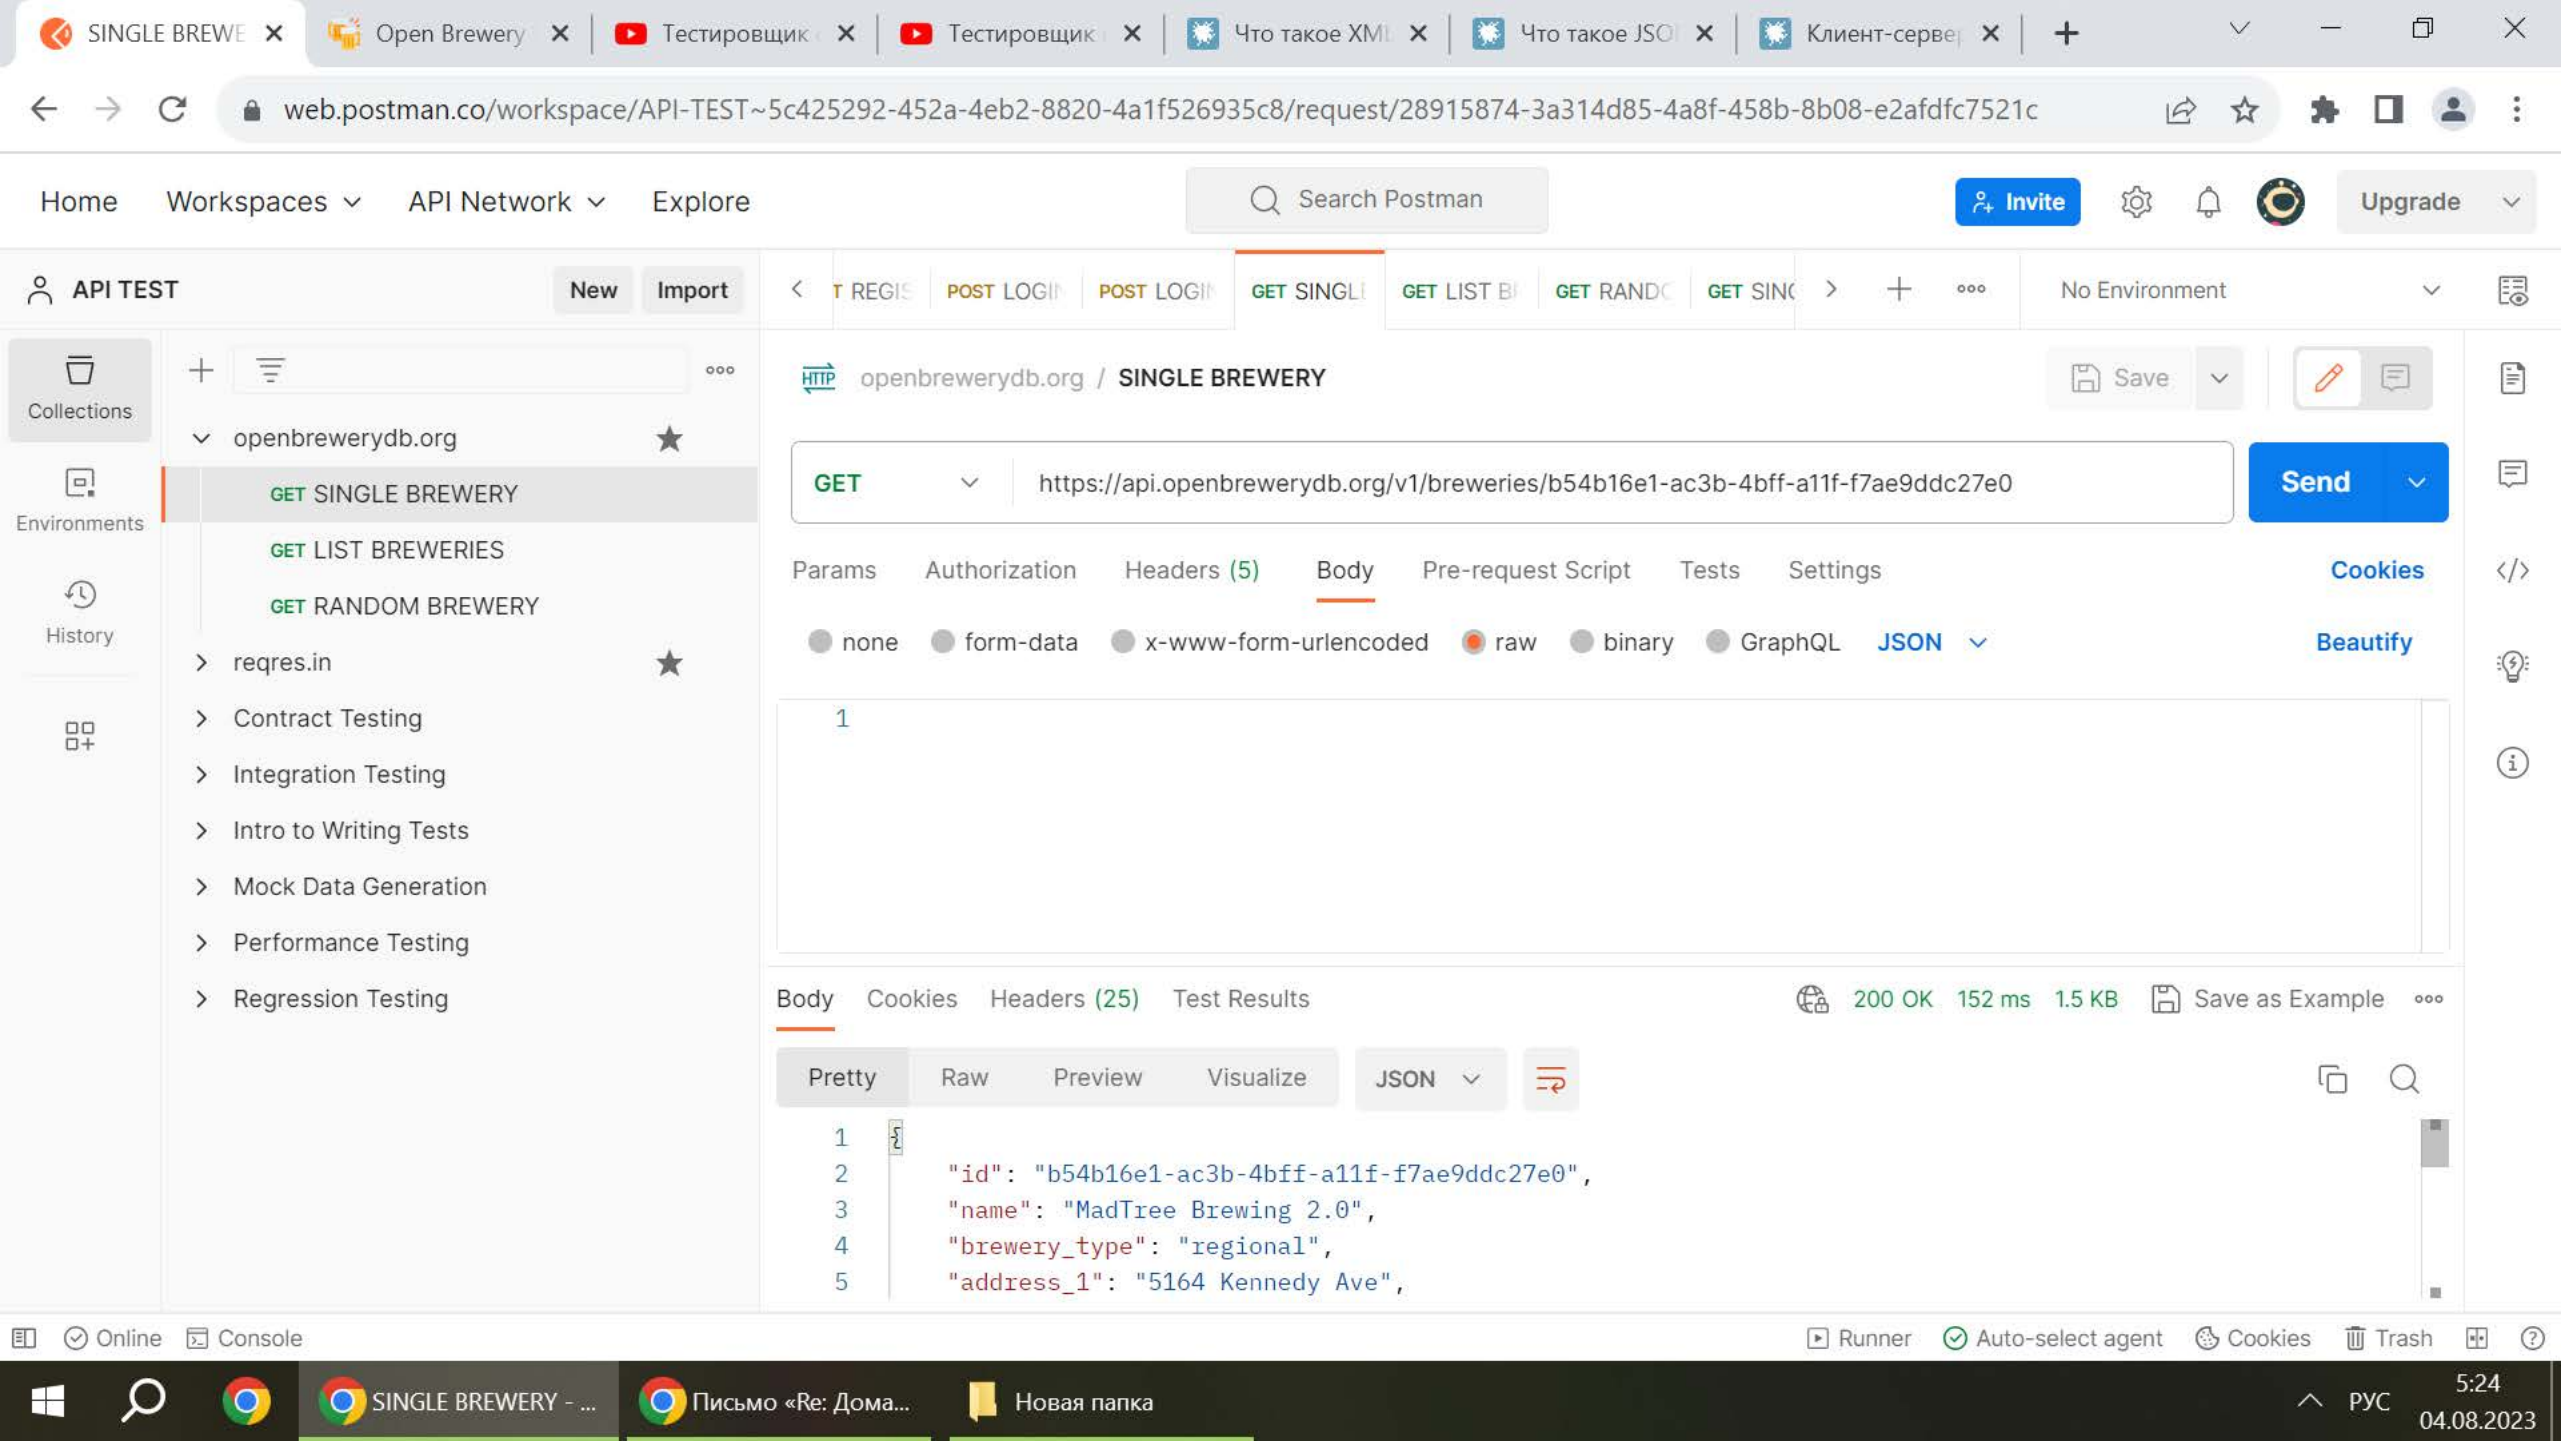 SINGLE BREWE
Open Brewery
Тестировщик
Тестировщик
Что такое XML
Что такое JSO
Клиент-сервер
web.postman.co/workspace/API-TEST~5c425292-452a-4eb2-8820-4a1f526935c8/request/28915874-3a314d85-4a8f-458b-8b08-e2afdfc7521c
Home Workspaces API Network Explore
Search Postman
Invite
Upgrade
API TEST
New Import
REGIS
POST LOGIN
POST LOGIN
GET SINGL
GET LIST B
GET RANDO
GET SING
No Environment
Collections
Environments
History
openbrewerydb.org
GET SINGLE BREWERY
GET LIST BREWERIES
GET RANDOM BREWERY
reqres.in
Contract Testing
Integration Testing
Intro to Writing Tests
Mock Data Generation
Performance Testing
Regression Testing
HTTP openbrewerydb.org / SINGLE BREWERY
Save
GET https://api.openbrewerydb.org/v1/breweries/b54b16e1-ac3b-4bff-a11f-f7ae9ddc27e0
Send
Params Authorization Headers (5) Body Pre-request Script Tests Settings Cookies
none form-data x-www-form-urlencoded raw binary GraphQL JSON Beautify
1
Body Cookies Headers (25) Test Results 200 OK 152 ms 1.5 KB Save as Example
Pretty Raw Preview Visualize JSON
1 {
2 "id": "b54b16e1-ac3b-4bff-a11f-f7ae9ddc27e0",
3 "name": "MadTree Brewing 2.0",
4 "brewery_type": "regional",
5 "address_1": "5164 Kennedy Ave",
Online Console Runner Auto-select agent Cookies Trash
SINGLE BREWERY - ...
Письмо «Re: Дома...
Новая папка
РУС
5:24
04.08.2023